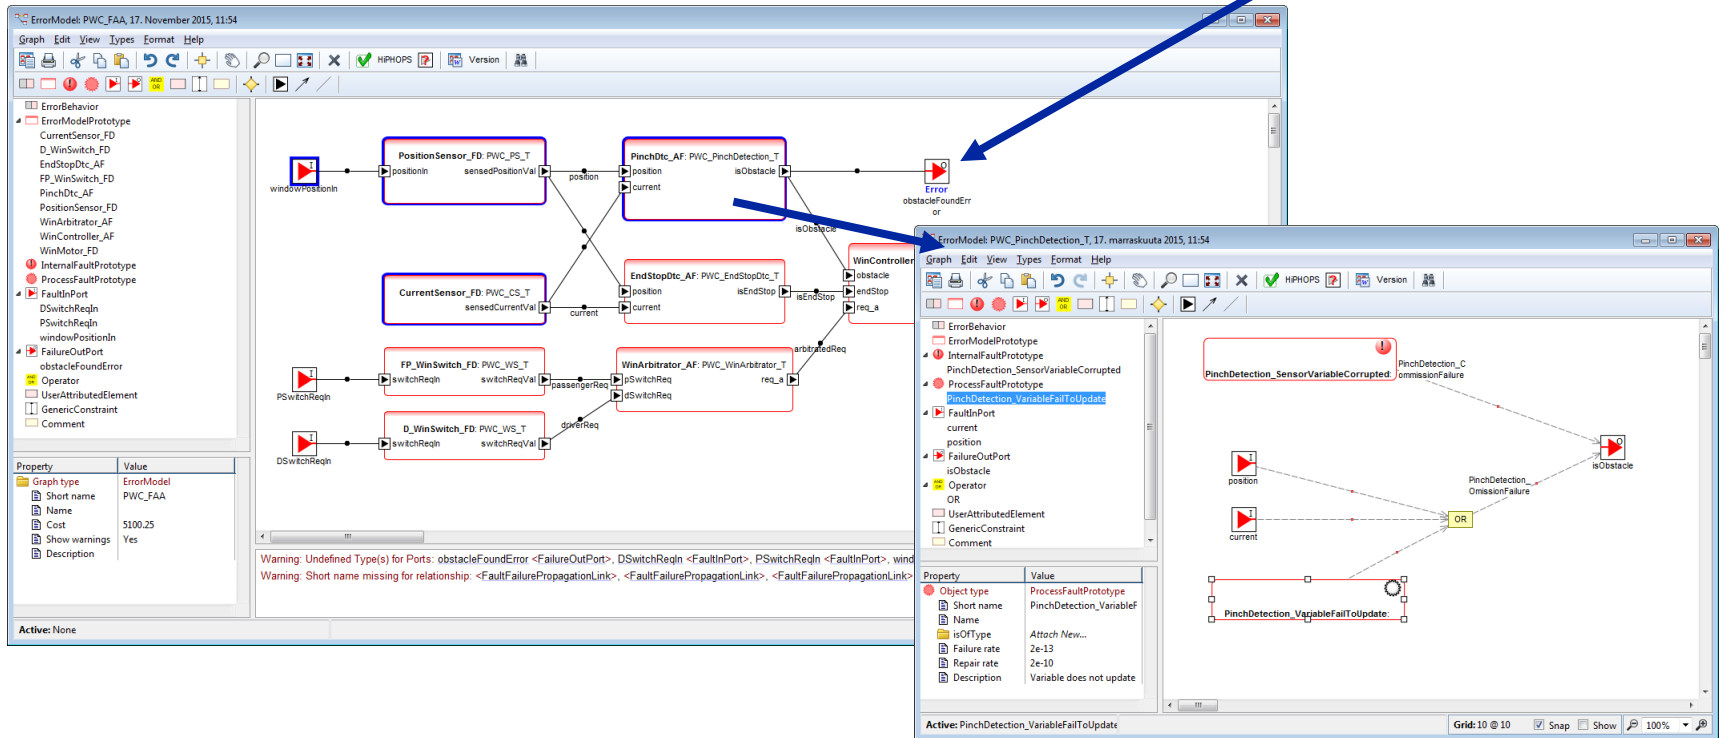 ErrorModel: PWC_FAA, 17. November 2015, 11:54
Graph Edit View Types Format Help
HiPHOPS Version
AND
OR
ErrorBehavior
ErrorModelPrototype
CurrentSensor_FD
D_WinSwitch_FD
EndStopDtc_AF
FP_WinSwitch_FD
PinchDtc_AF
PositionSensor_FD
WinArbitrator_AF
WinController_AF
WinMotor_FD
InternalFaultPrototype
ProcessFaultPrototype
FaultInPort
DSwitchReqIn
PSwitchReqIn
windowPositionIn
FailureOutPort
obstacleFoundError
Operator
UserAttributedElement
GenericConstraint
Comment
Property Value
Graph type ErrorModel
Short name PWC_FAA
Name
Cost 5100.25
Show warnings Yes
Description
Active: None
I
windowPositionIn
PositionSensor_FD: PWC_PS_T
positionIn sensedPositionVal
position
PinchDtc_AF: PWC_PinchDetection_T
position isObstacle
current
isObstacle
O
Error
obstacleFoundErr
or
CurrentSensor_FD: PWC_CS_T
sensedCurrentVal
current
EndStopDtc_AF: PWC_EndStopDtc_T
position isEndStop
current
isEndStop
WinController
obstacle
endStop
req_a
arbitratedReq
I
PSwitchReqIn
FP_WinSwitch_FD: PWC_WS_T
switchReqIn switchReqVal
passengerReq
WinArbitrator_AF: PWC_WinArbitrator_T
pSwitchReq req_a
dSwitchReq
I
DSwitchReqIn
D_WinSwitch_FD: PWC_WS_T
switchReqIn switchReqVal
driverReq
Warning: Undefined Type(s) for Ports: obstacleFoundError <FailureOutPort>, DSwitchReqIn <FaultInPort>, PSwitchReqIn <FaultInPort>, wind
Warning: Short name missing for relationship: <FaultFailurePropagationLink>, <FaultFailurePropagationLink>, <FaultFailurePropagationLink>
ErrorModel: PWC_PinchDetection_T, 17. marraskuuta 2015, 11:54
Graph Edit View Types Format Help
HiPHOPS Version
AND
OR
ErrorBehavior
ErrorModelPrototype
InternalFaultPrototype
PinchDetection_SensorVariableCorrupted
ProcessFaultPrototype
PinchDetection_VariableFailToUpdate
FaultInPort
current
position
FailureOutPort
isObstacle
Operator
OR
UserAttributedElement
GenericConstraint
Comment
Property Value
Object type ProcessFaultPrototype
Short name PinchDetection_VariableF
Name
isOfType Attach New...
Failure rate 2e-13
Repair rate 2e-10
Description Variable does not update
PinchDetection_SensorVariableCorrupted:
PinchDetection_C
ommissionFailure
O
isObstacle
I
position
PinchDetection_
OmissionFailure
I
current
OR
PinchDetection_VariableFailToUpdate:
Active: PinchDetection_VariableFailToUpdate
Grid: 10 @ 10 Snap Show 100%